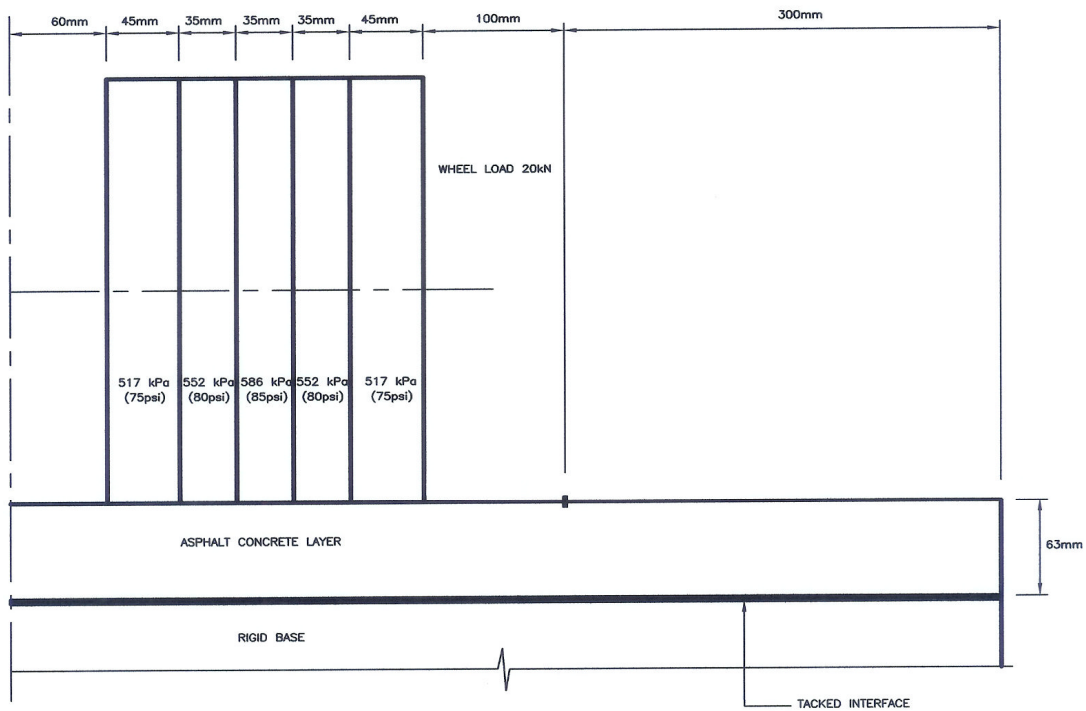 60mm 45mm 35mm 35mm 35mm 45mm 100mm 300mm
WHEEL LOAD 20kN
517 kPa 552 kPa 586 kPa 552 kPa 517 kPa
(75psi) (80psi) (85psi) (80psi) (75psi)
ASPHALT CONCRETE LAYER
63mm
RIGID BASE
TACKED INTERFACE